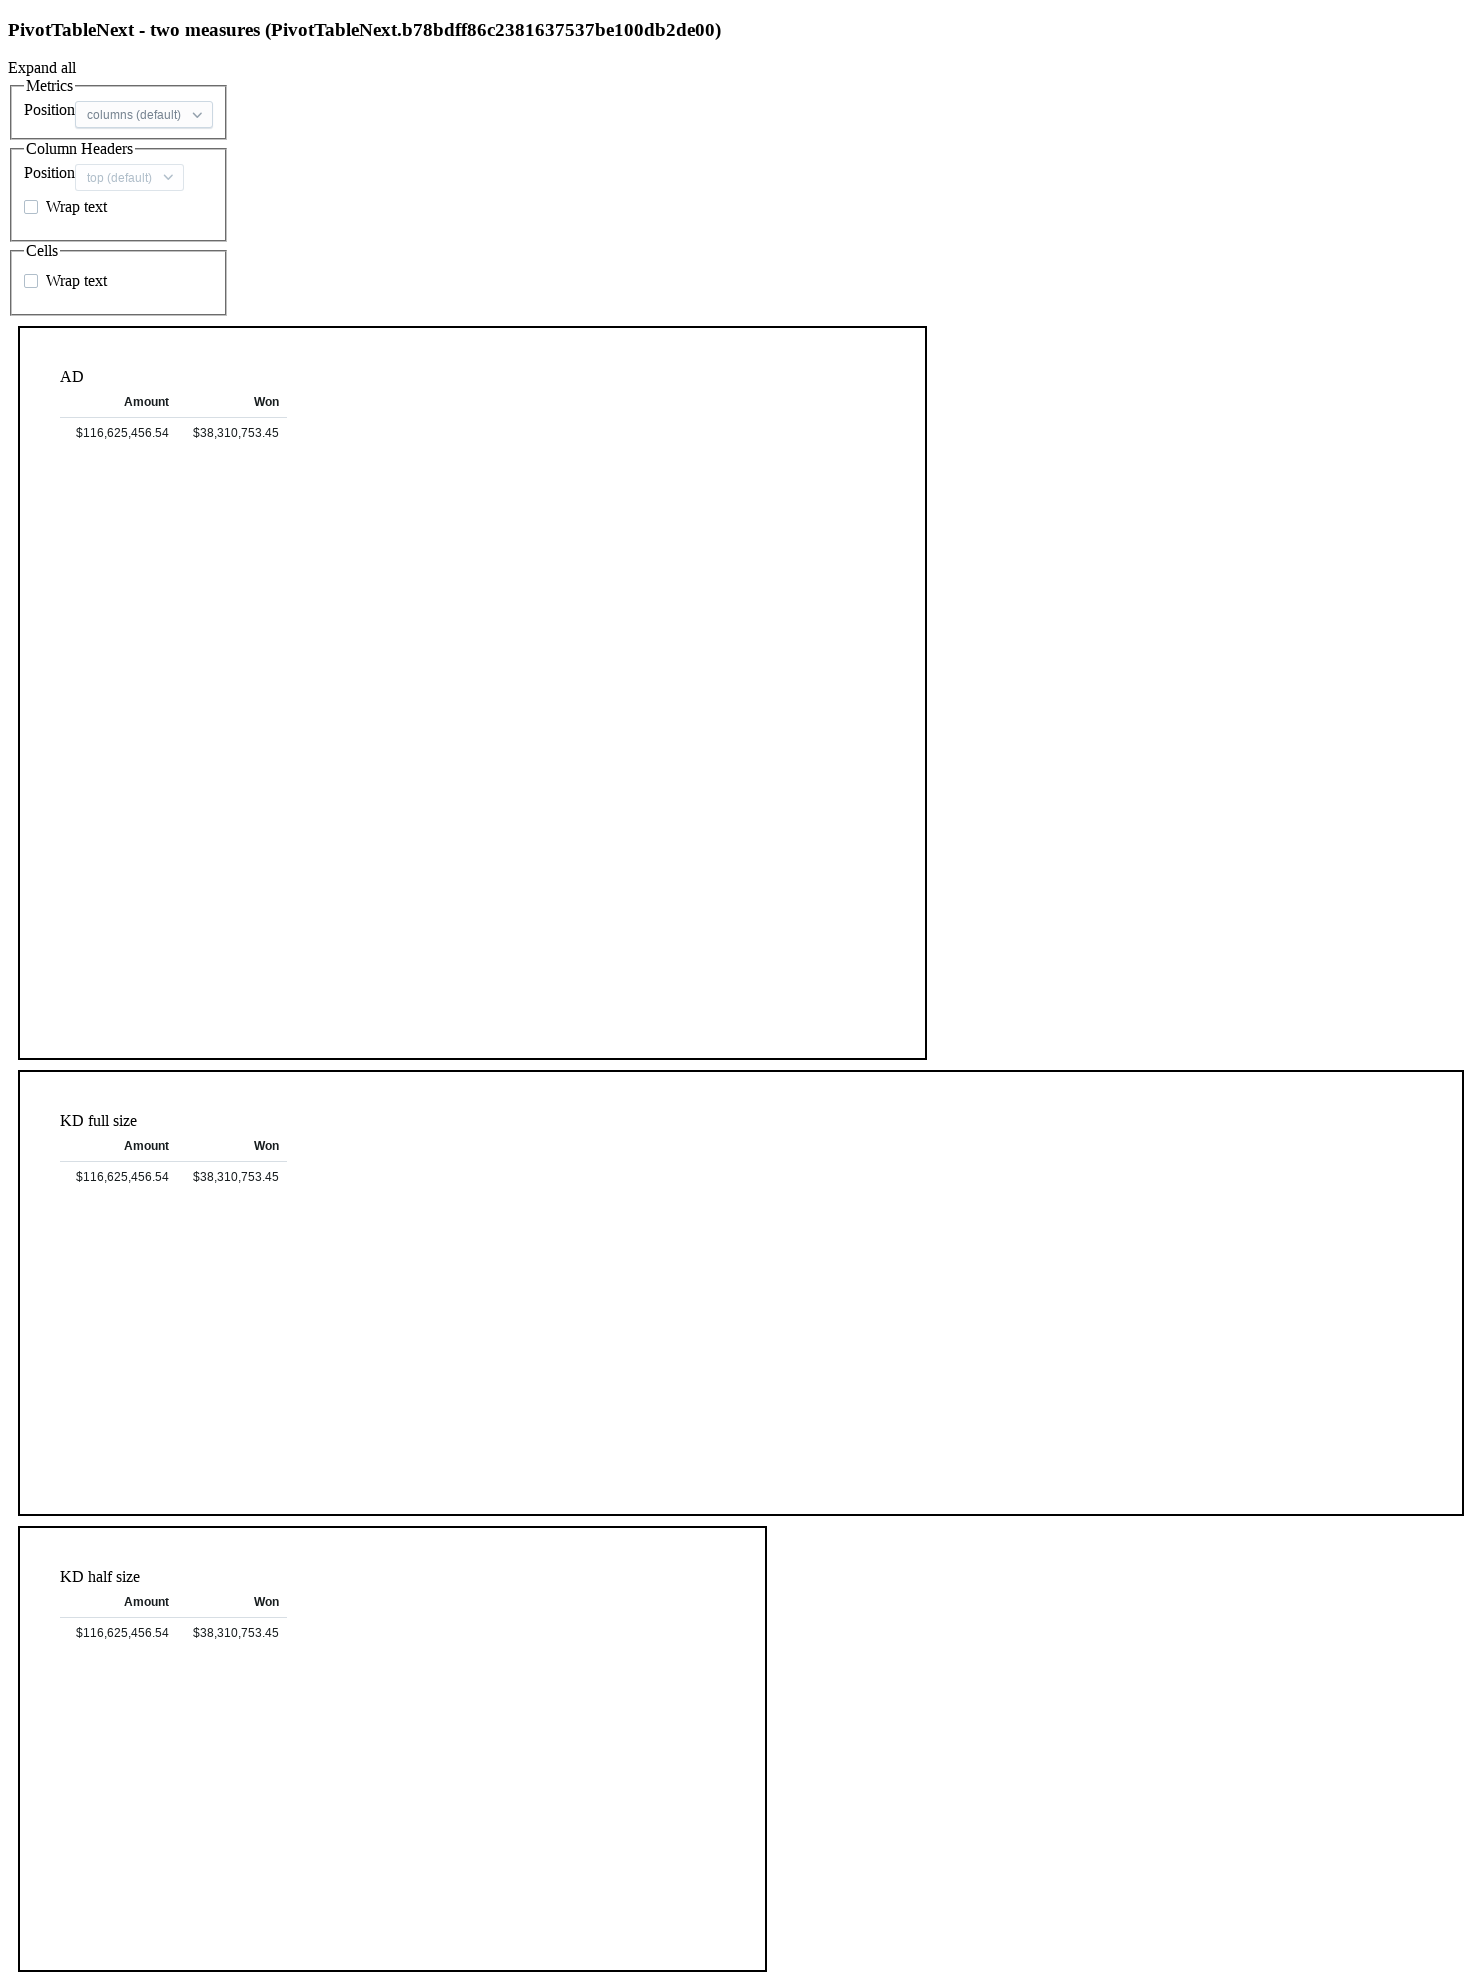 PivotTableNext - two measures (PivotTableNext.b78bdff86c2381637537be100db2de00)
Expand all
Metrics
Position columns (default)
Column Headers
Position top (default)
Wrap text
Cells
Wrap text
AD
Amount Won
$116,625,456.54 $38,310,753.45
KD full size
Amount Won
$116,625,456.54 $38,310,753.45
KD half size
Amount Won
$116,625,456.54 $38,310,753.45